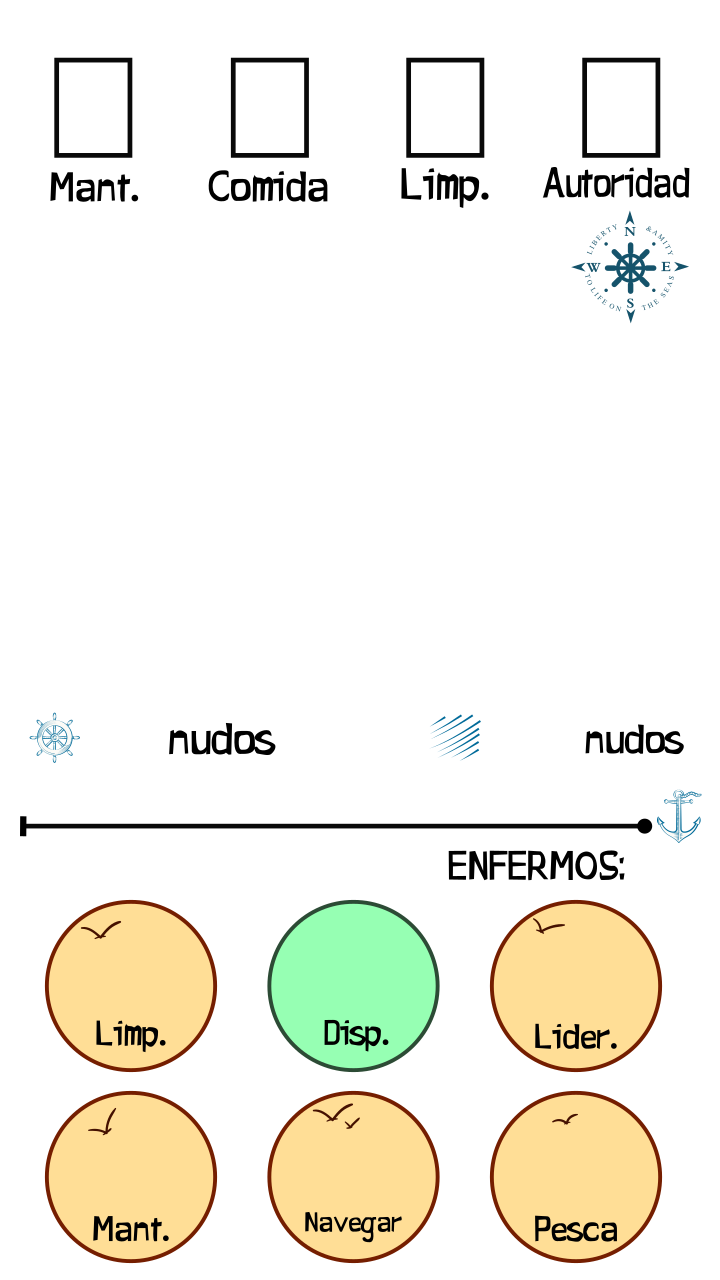 Mant. Comida Limp. Autoridad
N
LIBERTY &AMITY
W E
TO LIFE ON THE SEAS
S
nudos nudos
ENFERMOS:
Limp. Disp. Lider.
Mant. Navegar Pesca